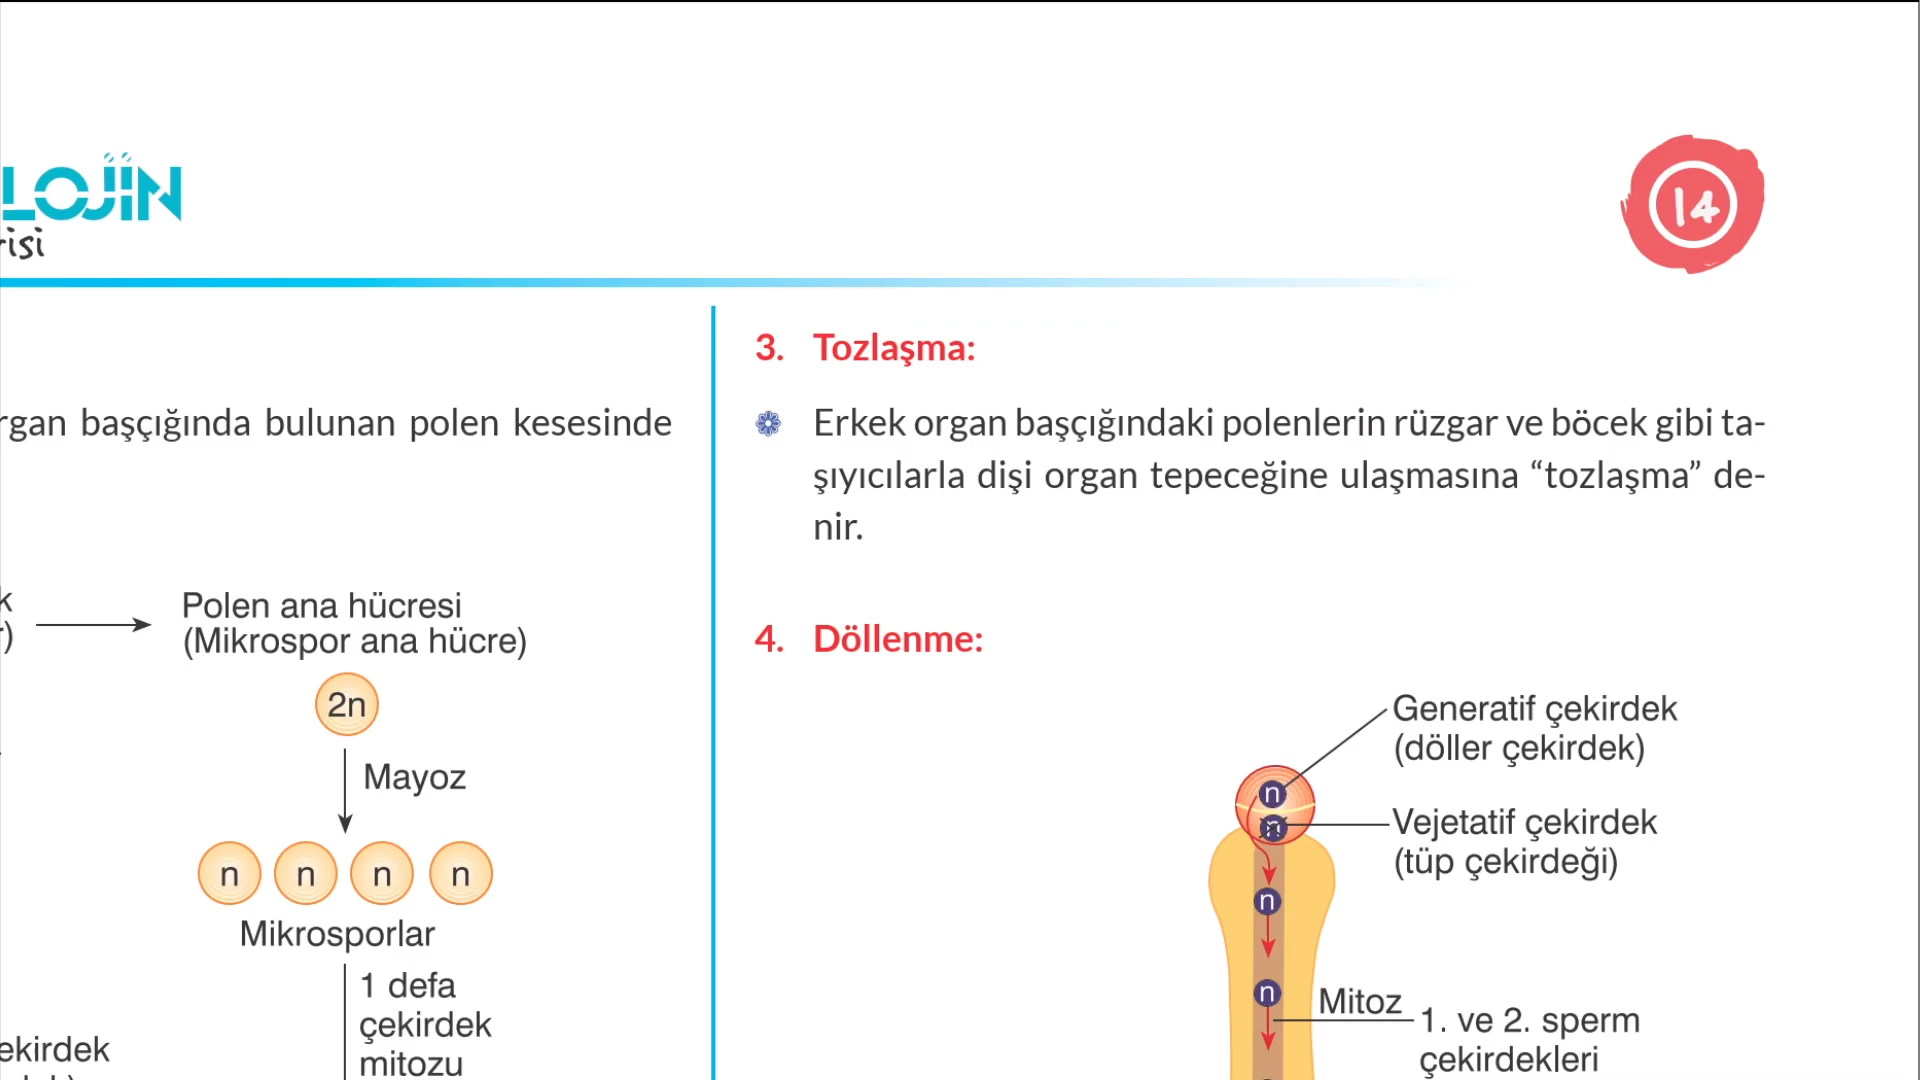 LOJİN
risi
14
rgan başçığında bulunan polen kesesinde
Polen ana hücresi
(Mikrospor ana hücre)
2n
Mayoz
n n n n
Mikrosporlar
1 defa
çekirdek
mitozu
ekirdek
3. Tozlaşma:
Erkek organ başçığındaki polenlerin rüzgar ve böcek gibi ta-
şıyıcılarla dişi organ tepeceğine ulaşmasına “tozlaşma” de-
nir.
4. Döllenme:
Generatif çekirdek
(döller çekirdek)
n
n
Vejetatif çekirdek
(tüp çekirdeği)
n
n
Mitoz
1. ve 2. sperm
çekirdekleri